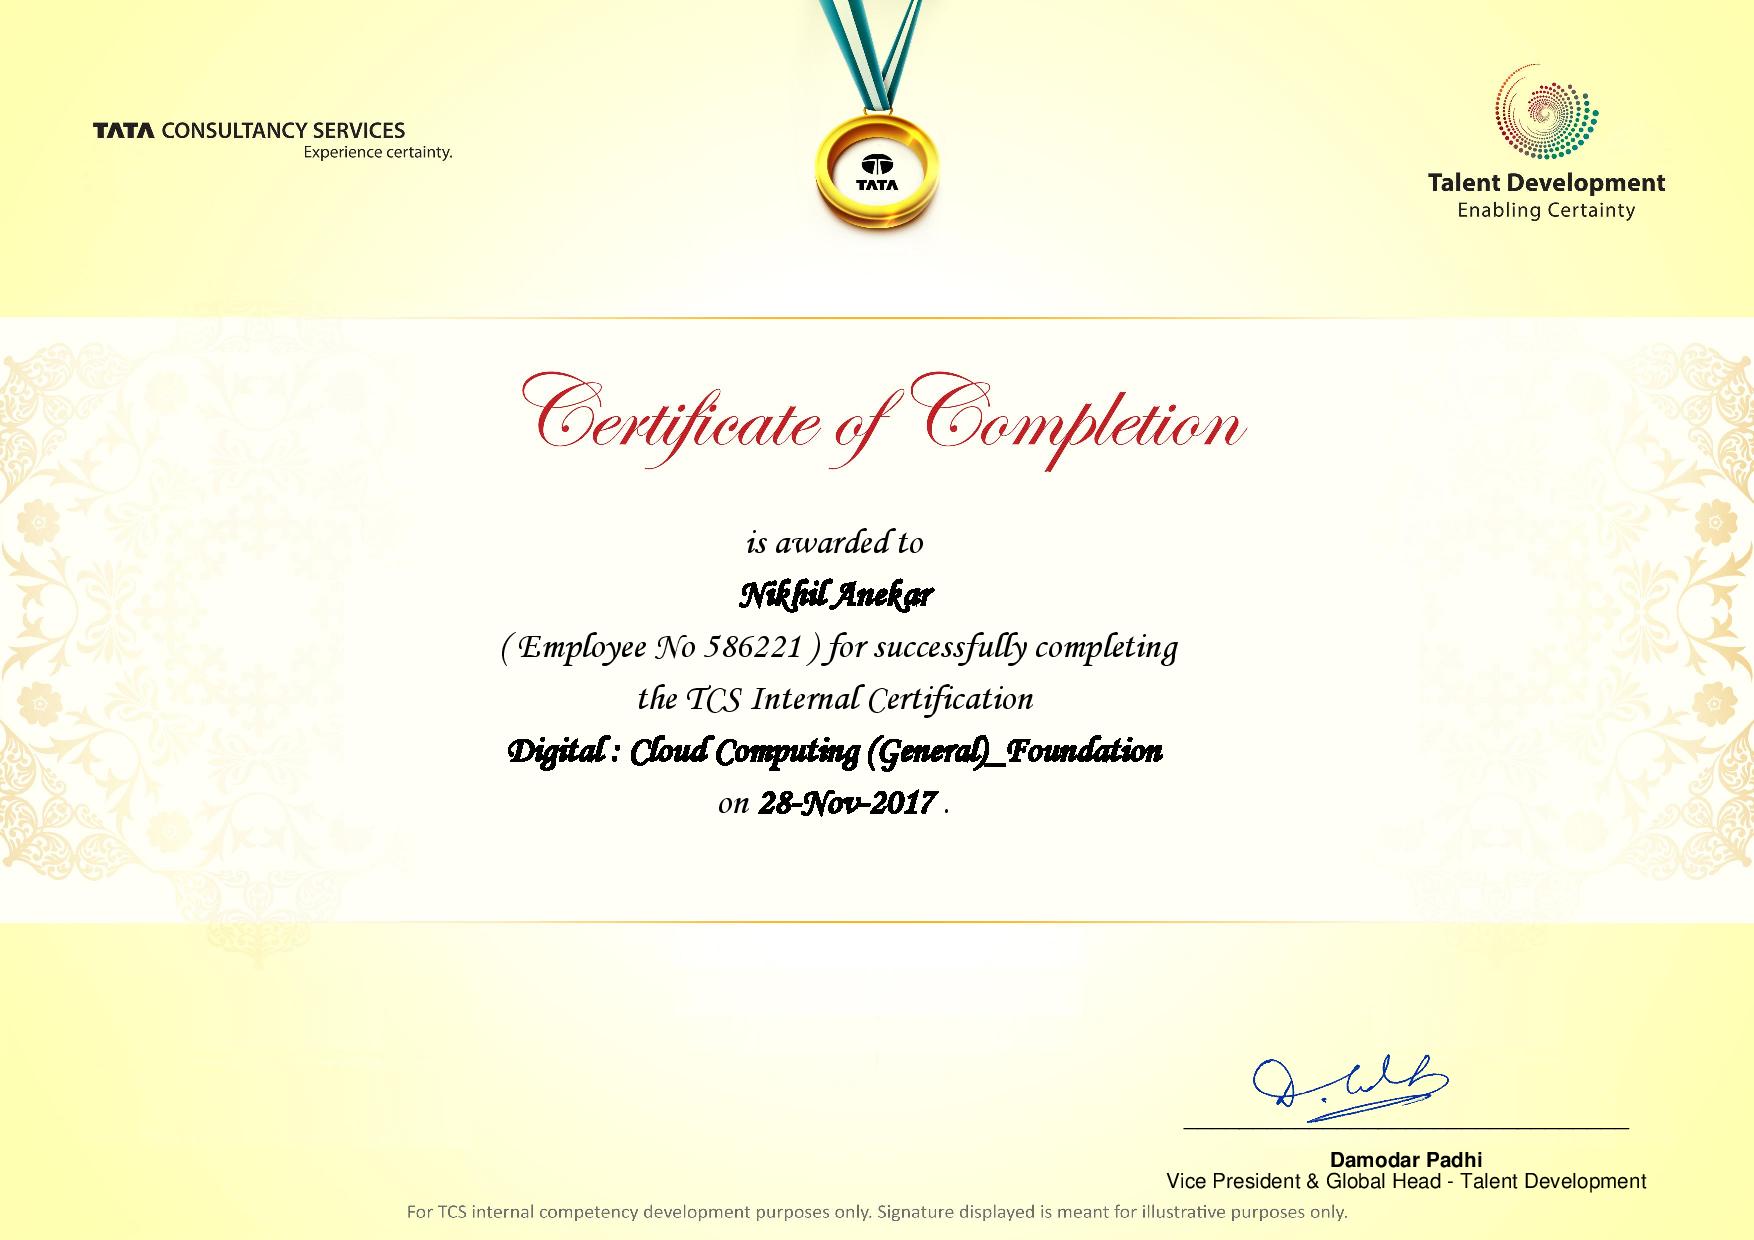 TATA CONSULTANCY SERVICES
Experience certainty.
TATA
Talent Development
Enabling Certainty
Certificate of Completion
is awarded to
Nikhil Anekar
( Employee No 586221 ) for successfully completing
the TCS Internal Certification
Digital : Cloud Computing (General)_Foundation
on 28-Nov-2017 .
Damodar Padhi
Vice President & Global Head - Talent Development
For TCS internal competency development purposes only. Signature displayed is meant for illustrative purposes only.